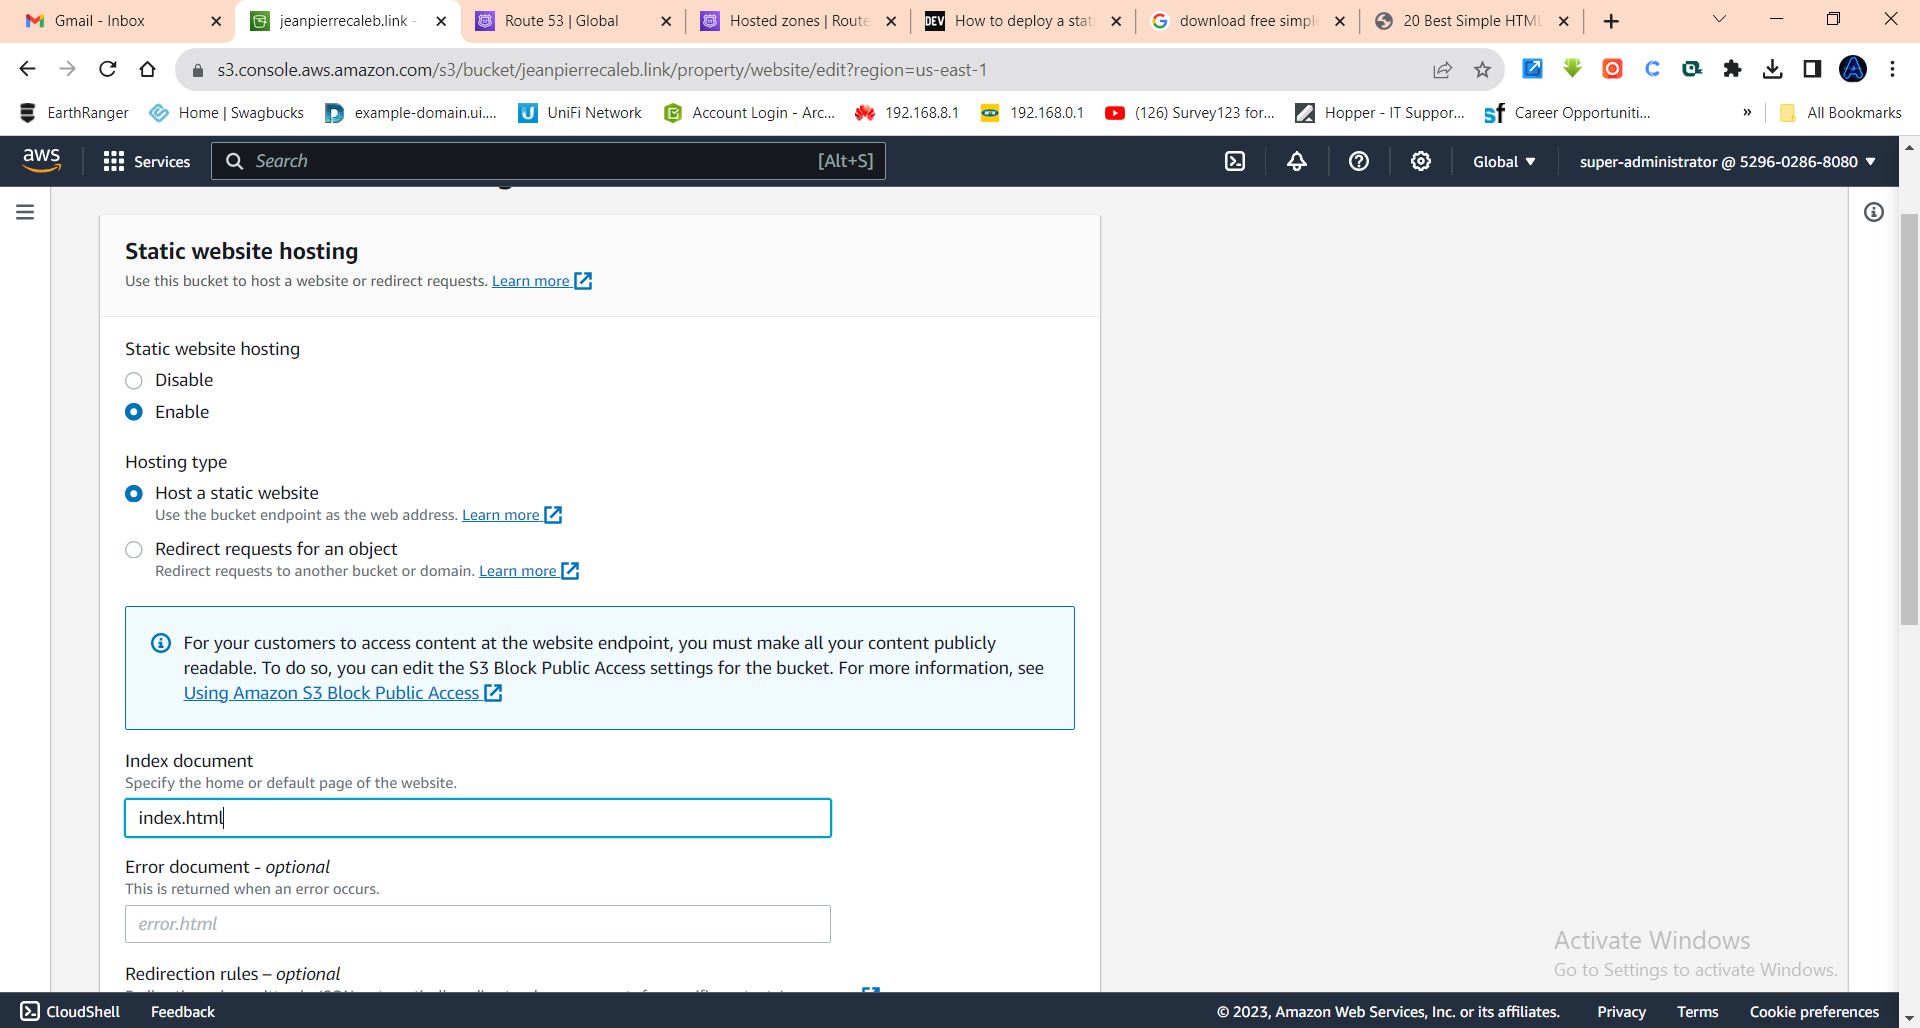 Gmail - Inbox
jeanpierrecaleb.link -
Route 53 | Global
Hosted zones | Route
How to deploy a stati
download free simple
20 Best Simple HTML
s3.console.aws.amazon.com/s3/bucket/jeanpierrecaleb.link/property/website/edit?region=us-east-1
EarthRanger
Home | Swagbucks
example-domain.ui....
UniFi Network
Account Login - Arc...
192.168.8.1
192.168.0.1
(126) Survey123 for...
Hopper - IT Suppor...
Career Opportuniti...
»
All Bookmarks
aws
Services
Search
[Alt+S]
Global
super-administrator @ 5296-0286-8080
Static website hosting
Use this bucket to host a website or redirect requests. Learn more
Static website hosting
Disable
Enable
Hosting type
Host a static website
Use the bucket endpoint as the web address. Learn more
Redirect requests for an object
Redirect requests to another bucket or domain. Learn more
For your customers to access content at the website endpoint, you must make all your content publicly
readable. To do so, you can edit the S3 Block Public Access settings for the bucket. For more information, see
Using Amazon S3 Block Public Access
Index document
Specify the home or default page of the website.
index.html
Error document - optional
This is returned when an error occurs.
error.html
Redirection rules – optional
Activate Windows
Go to Settings to activate Windows.
CloudShell
Feedback
© 2023, Amazon Web Services, Inc. or its affiliates.
Privacy
Terms
Cookie preferences